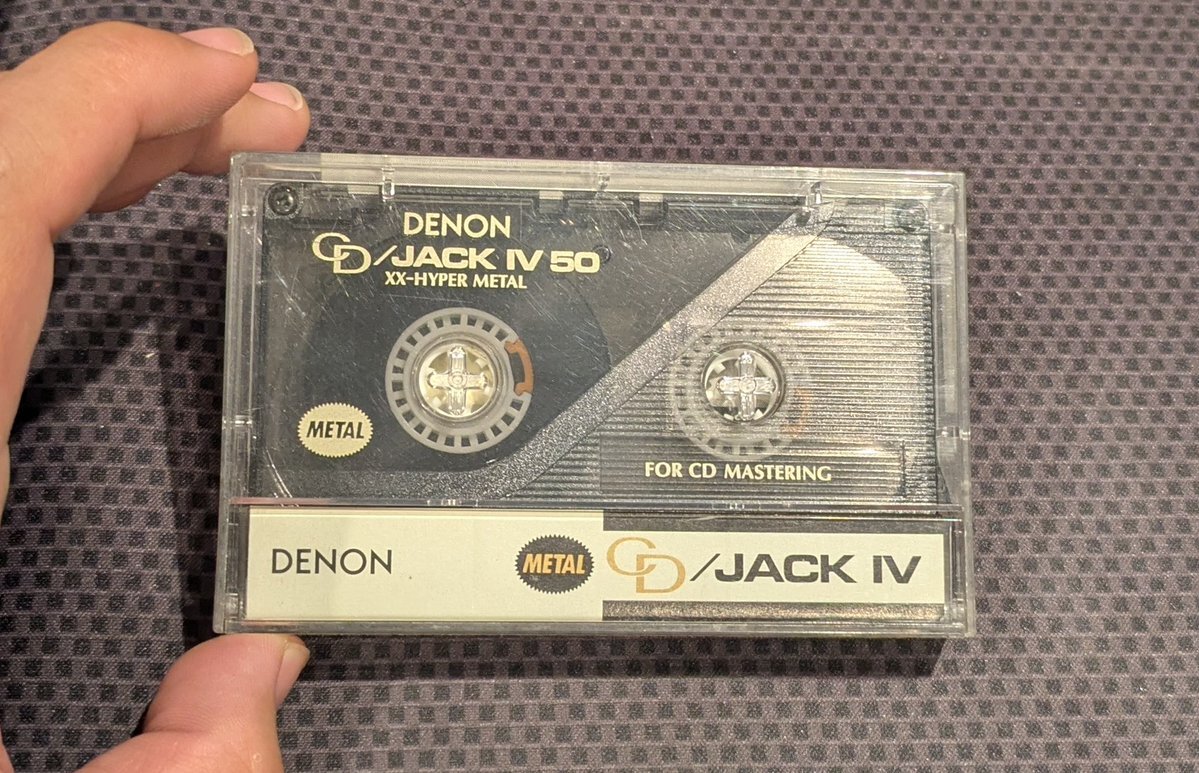 DENON
CD/JACK IV 50
XX-HYPER METAL
METAL
FOR CD MASTERING
DENON
METAL
CD/JACK IV